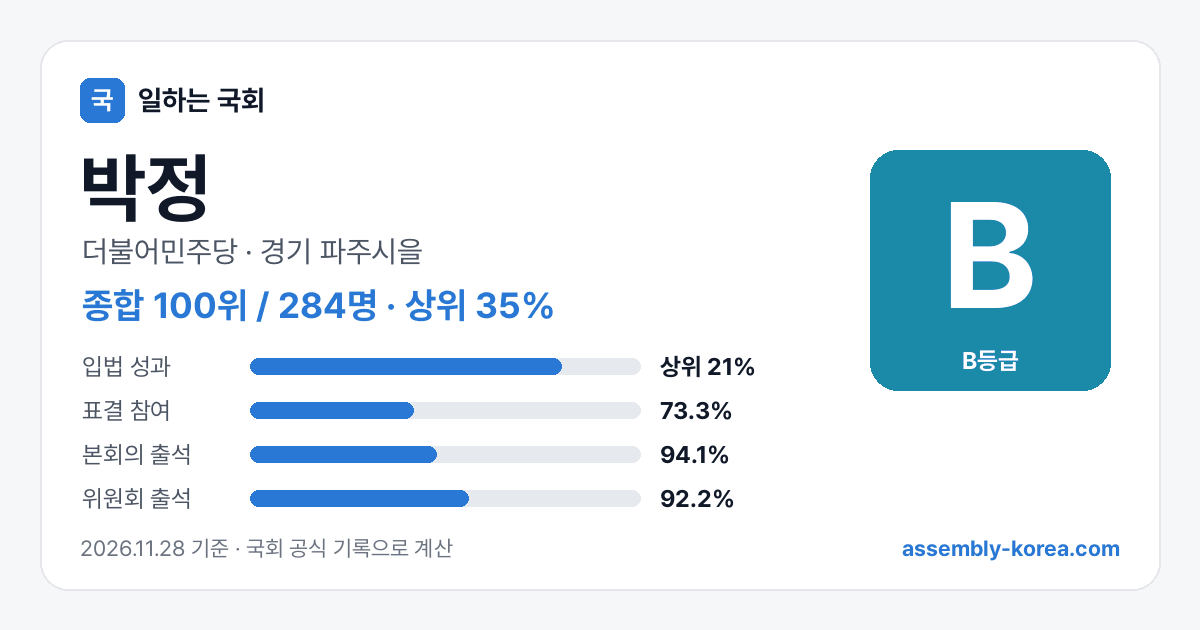 국 일하는 국회
박정
더불어민주당 · 경기 파주시을
종합 100위 / 284명 · 상위 35%
B
B등급
입법 성과 상위 21%
표결 참여 73.3%
본회의 출석 94.1%
위원회 출석 92.2%
2026.11.28 기준 · 국회 공식 기록으로 계산
assembly-korea.com